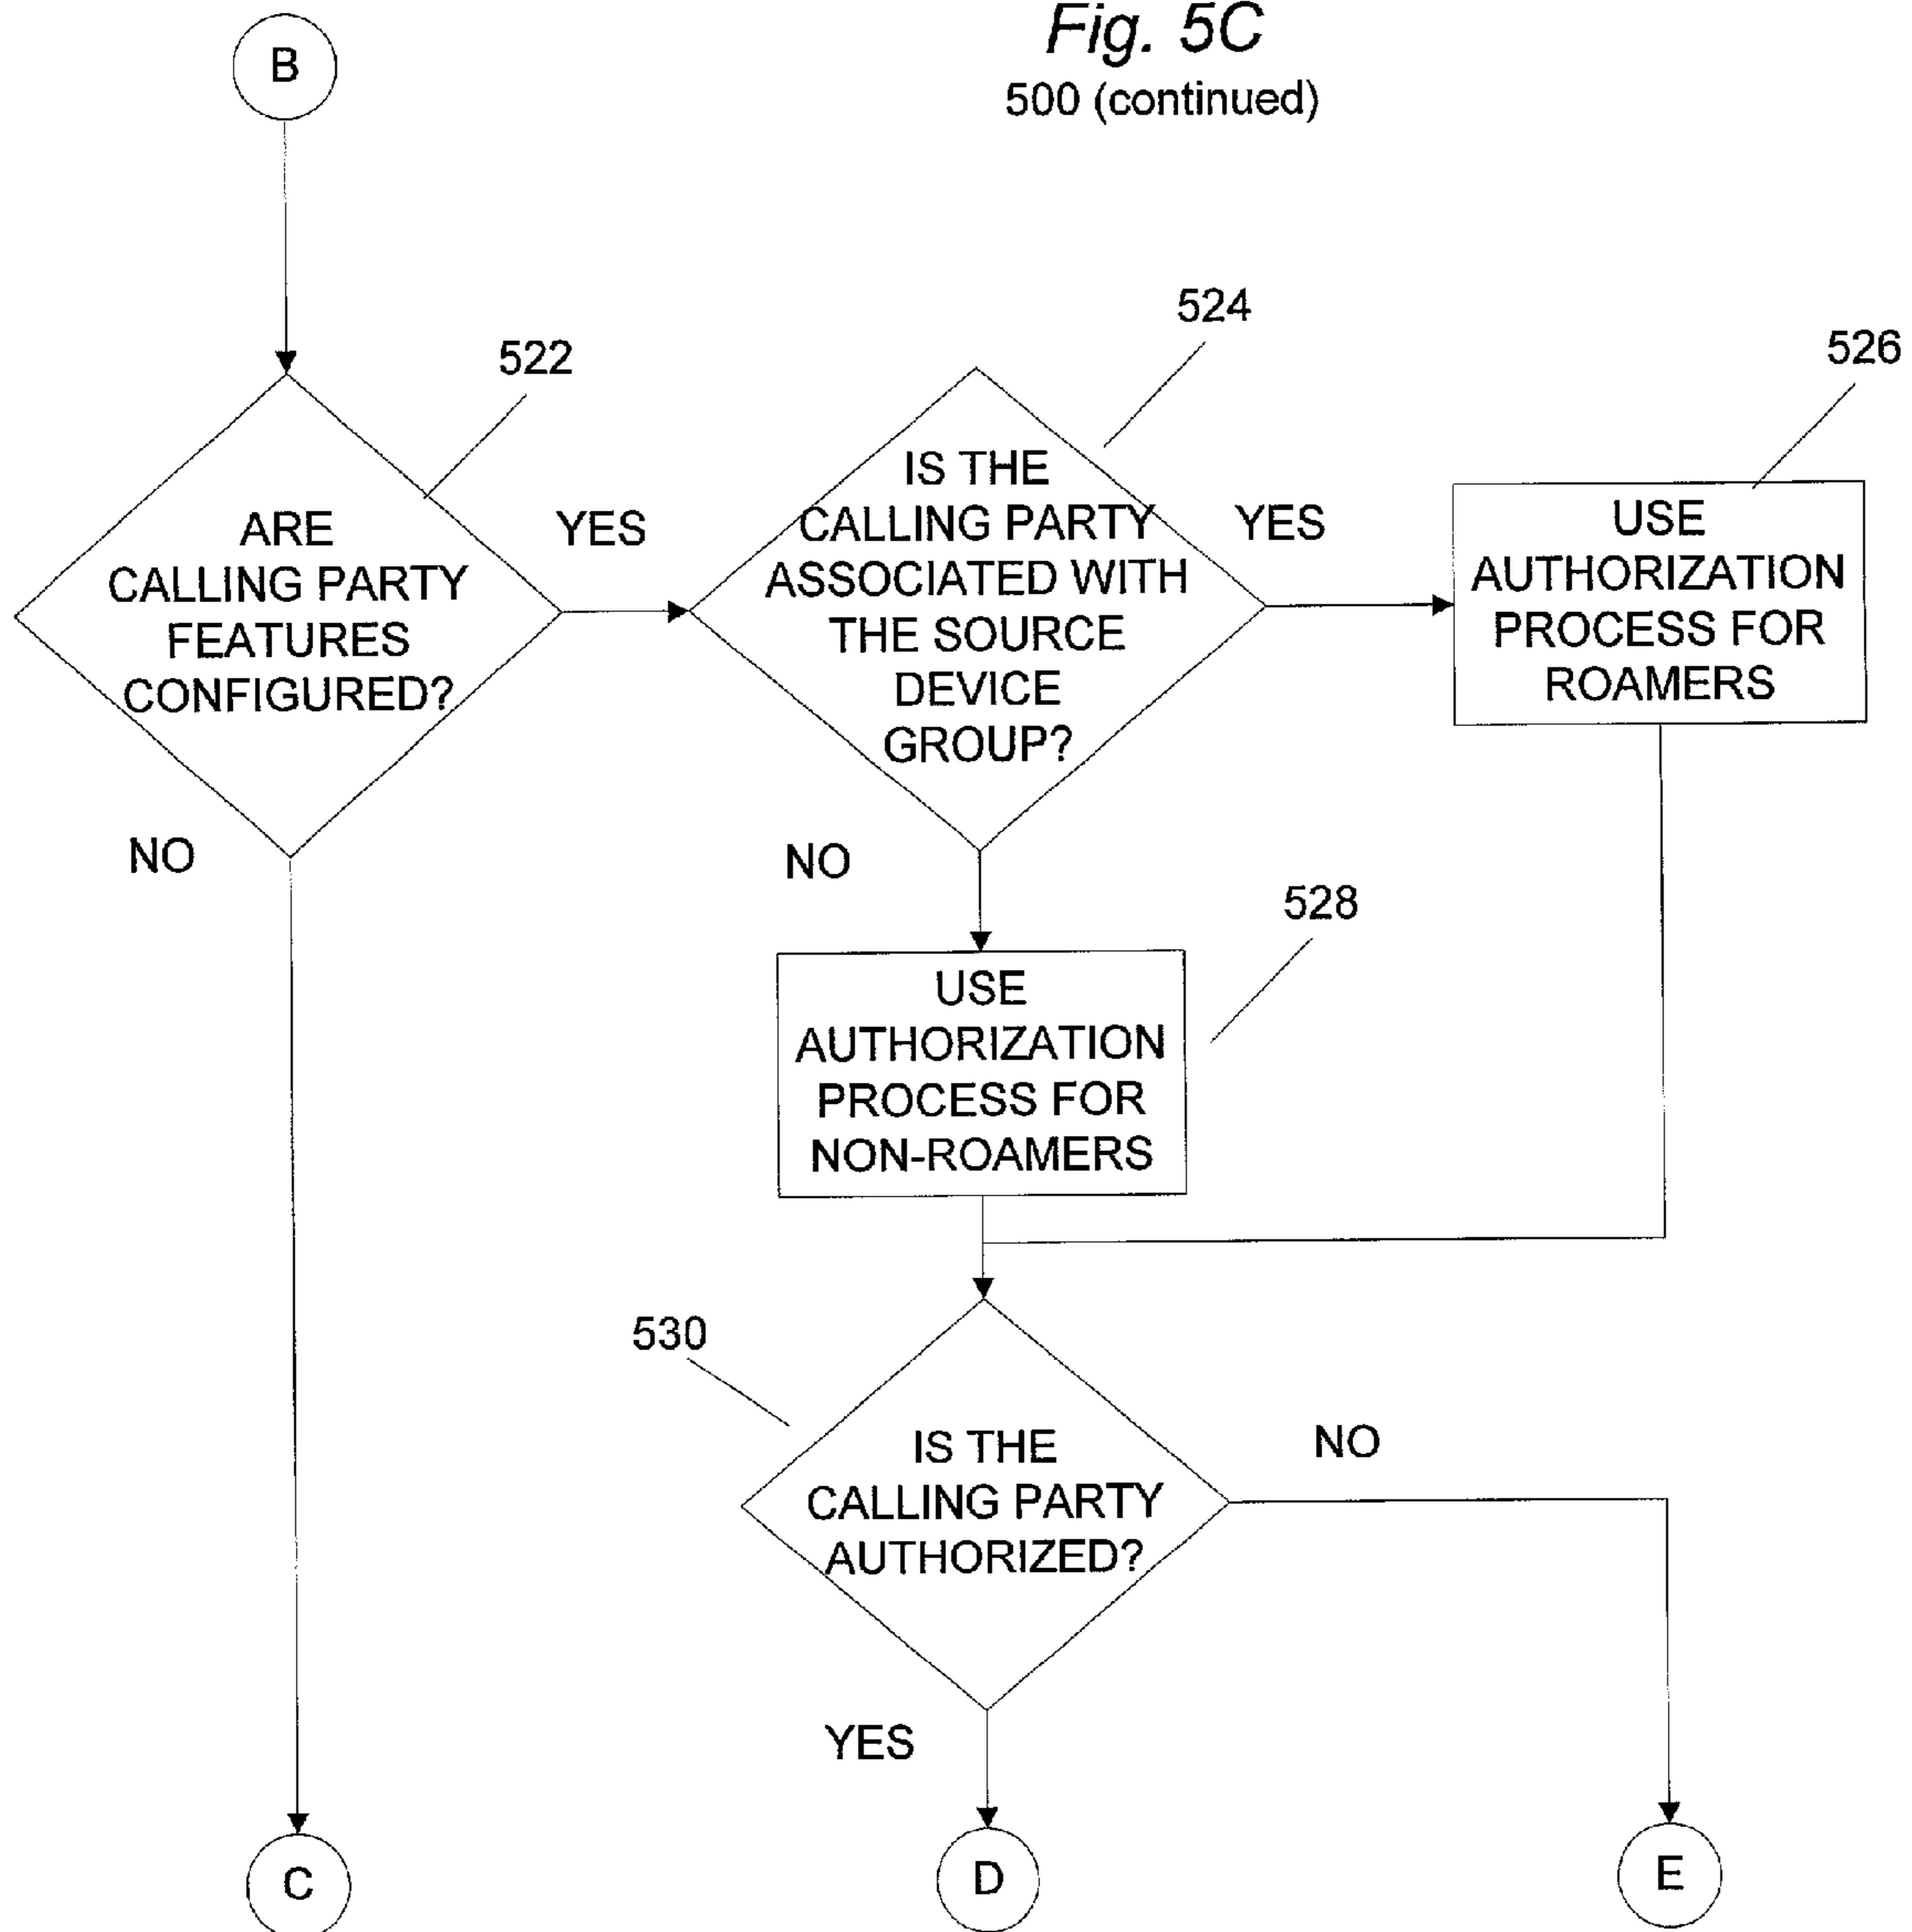 Fig. 5C
500 (continued)
B
522
524
526
ARE
CALLING PARTY
FEATURES
CONFIGURED?
YES
NO
IS THE
CALLING PARTY
ASSOCIATED WITH
THE SOURCE
DEVICE
GROUP?
YES
NO
USE
AUTHORIZATION
PROCESS FOR
ROAMERS
528
USE
AUTHORIZATION
PROCESS FOR
NON-ROAMERS
530
IS THE
CALLING PARTY
AUTHORIZED?
NO
YES
C
D
E